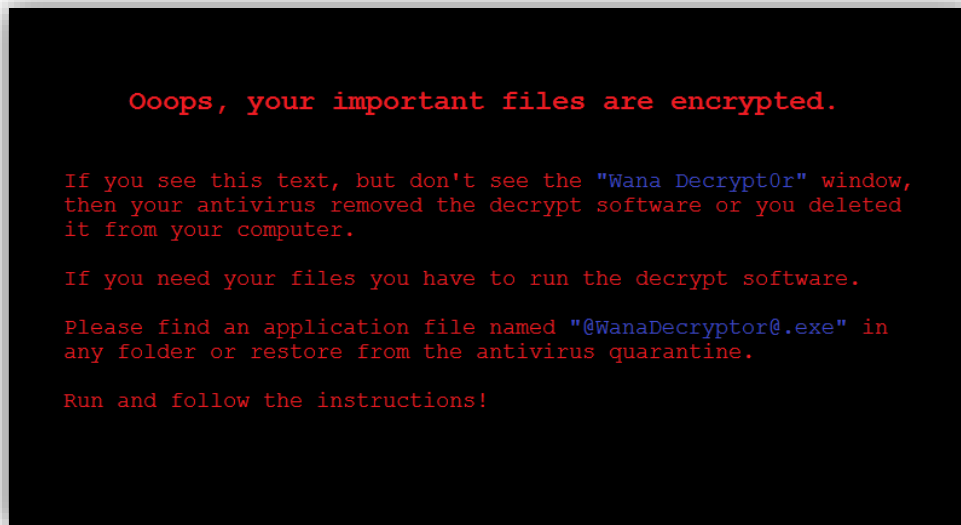 Ooops, your important files are encrypted.
If you see this text, but don't see the "Wana Decrypt0r" window,
then your antivirus removed the decrypt software or you deleted
it from your computer.
If you need your files you have to run the decrypt software.
Please find an application file named "@WanaDecryptor@.exe" in
any folder or restore from the antivirus quarantine.
Run and follow the instructions!